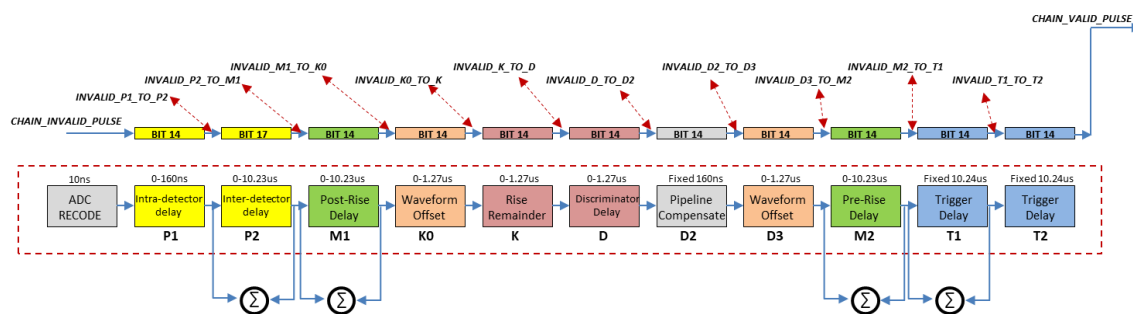 CHAIN_VALID_PULSE
INVALID_P1_TO_P2
INVALID_P2_TO_M1
INVALID_M1_TO_K0
INVALID_K0_TO_K
INVALID_K_TO_D
INVALID_D_TO_D2
INVALID_D2_TO_D3
INVALID_D3_TO_M2
INVALID_M2_TO_T1
INVALID_T1_TO_T2
CHAIN_INVALID_PULSE
BIT 14 BIT 17 BIT 14 BIT 14 BIT 14 BIT 14 BIT 14 BIT 14 BIT 14 BIT 14 BIT 14
10ns 0-160ns 0-10.23us 0-10.23us 0-1.27us 0-1.27us 0-1.27us Fixed 160ns 0-1.27us 0-10.23us Fixed 10.24us Fixed 10.24us
ADC
RECODE
Intra-detector
delay
Inter-detector
delay
Post-Rise
Delay
Waveform
Offset
Rise
Remainder
Discriminator
Delay
Pipeline
Compensate
Waveform
Offset
Pre-Rise
Delay
Trigger
Delay
Trigger
Delay
P1 P2 M1 K0 K D D2 D3 M2 T1 T2
Σ Σ Σ Σ